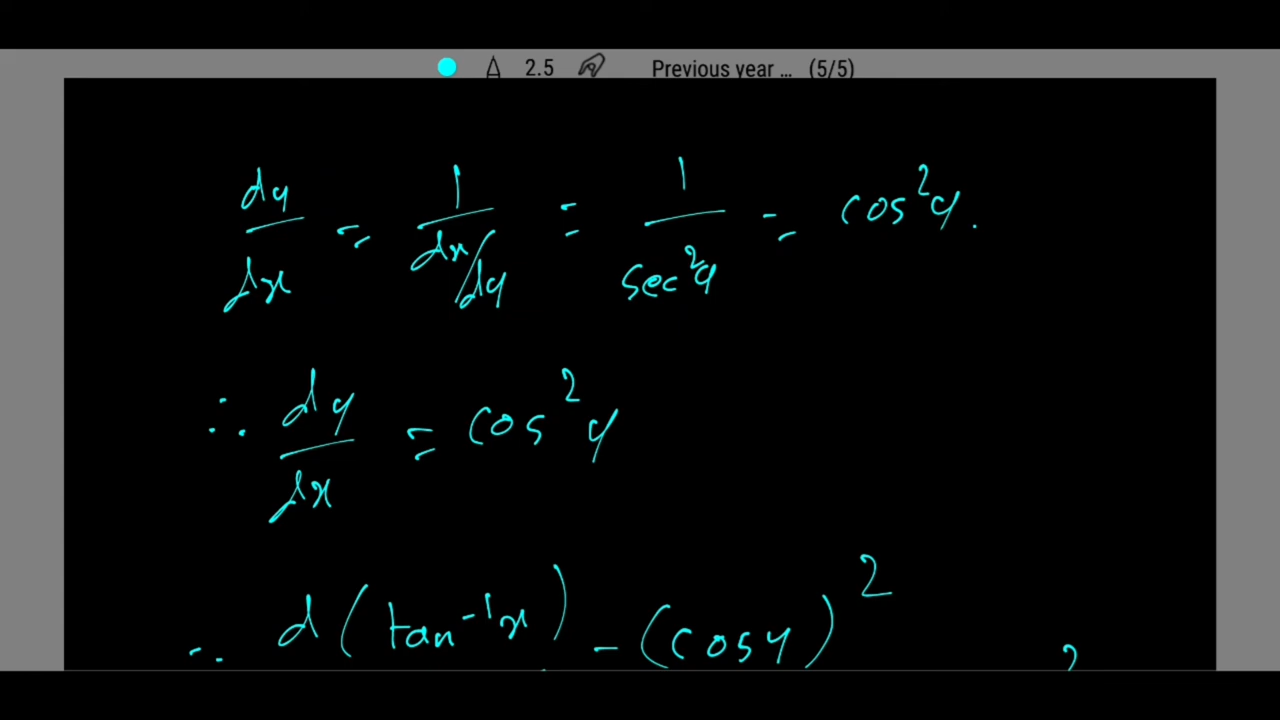 2.5 Previous year ... (5/5)
dy/dx = 1/(dx/dy) = 1/sec²y = cos²y.
∴ dy/dx = cos²y
∴ d(tan⁻¹x) = (cosy)²